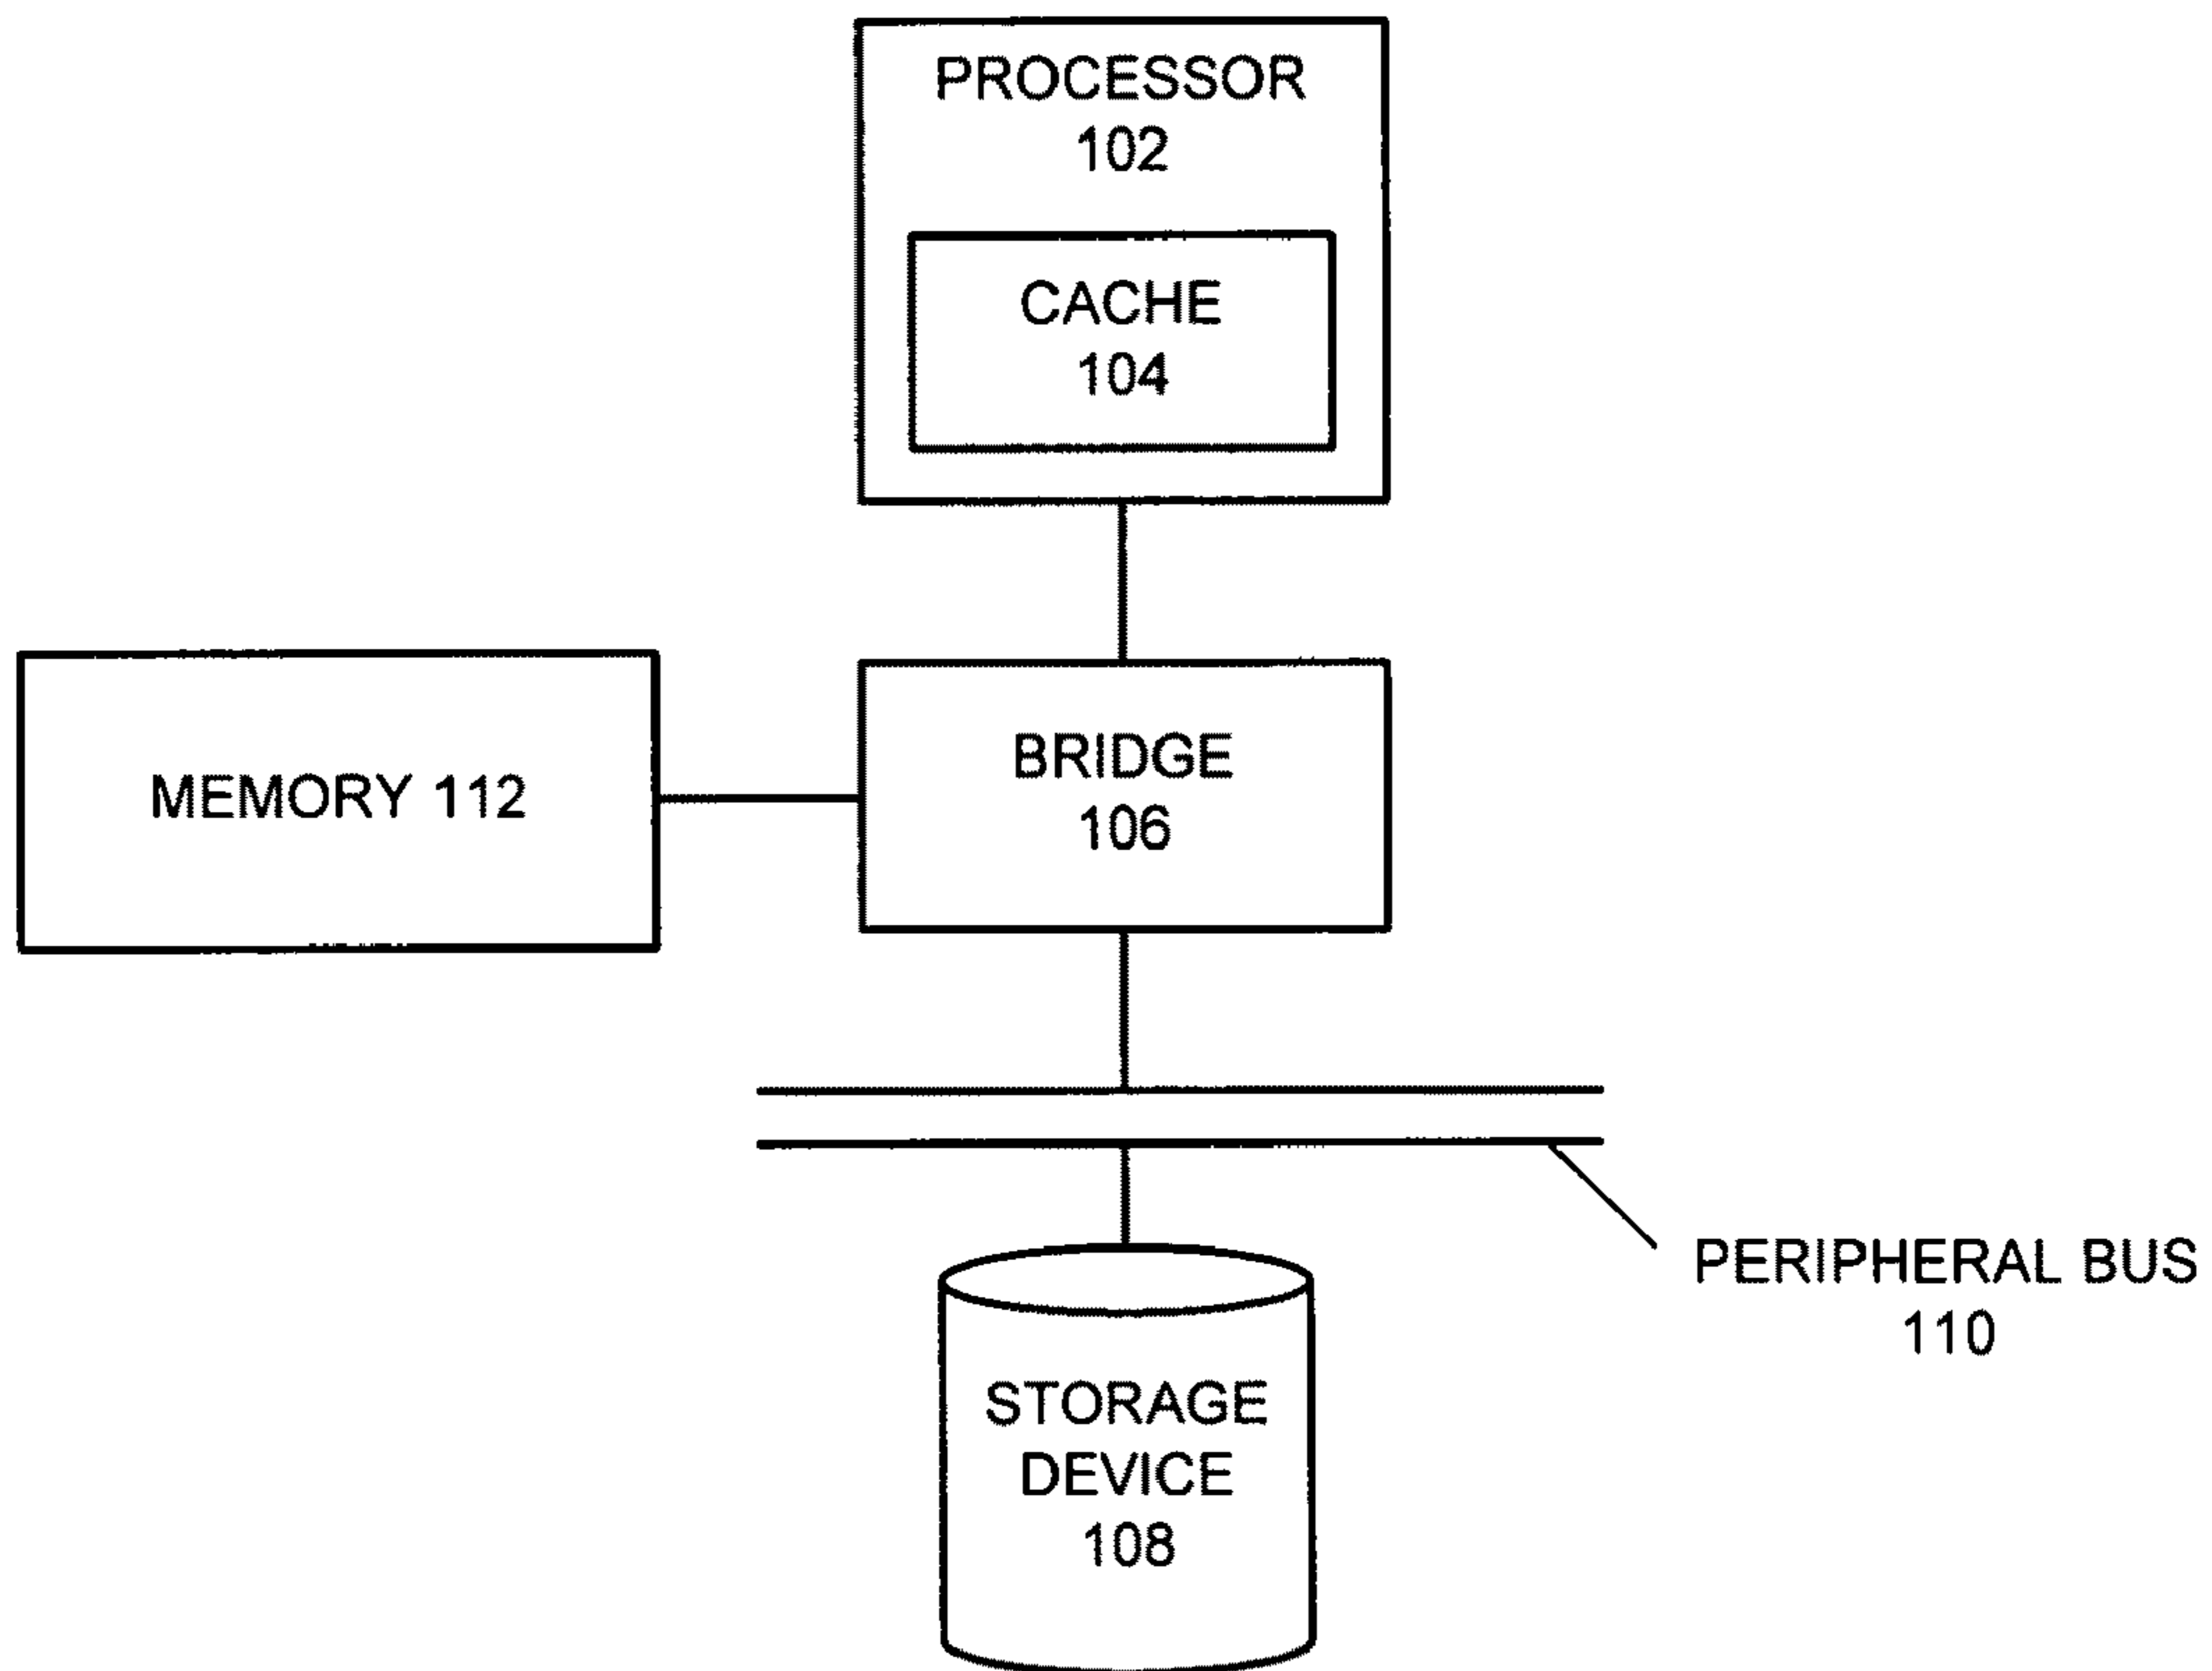 PROCESSOR
102
CACHE
104
MEMORY 112
BRIDGE
106
PERIPHERAL BUS
110
STORAGE
DEVICE
108